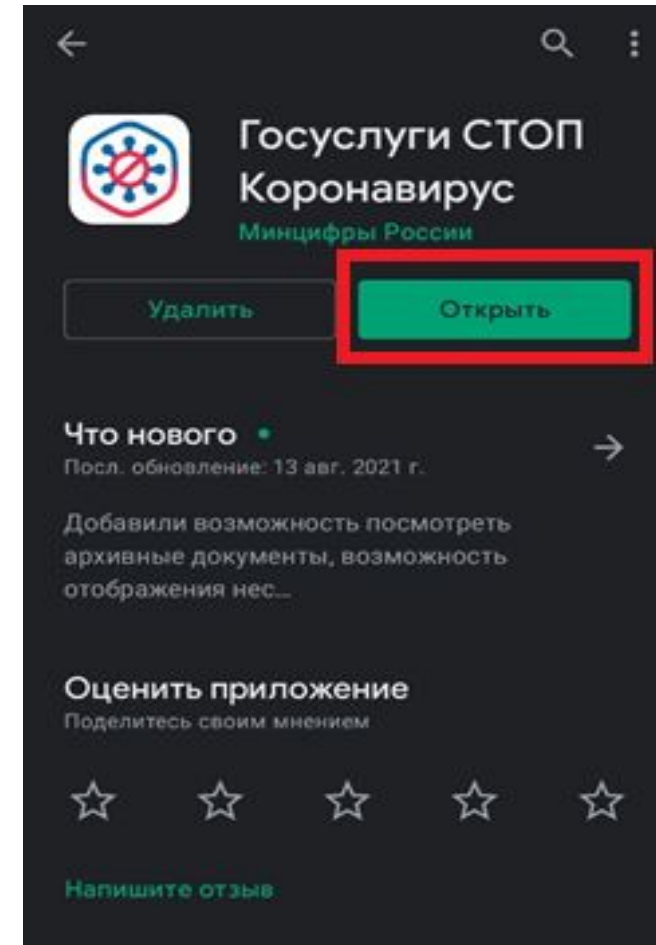 Госуслуги СТОП
Коронавирус
Минцифры России
Удалить
Открыть
Что нового •
Посл. обновление: 13 авг. 2021 г.
Добавили возможность посмотреть
архивные документы, возможность
отображения нес...
Оценить приложение
Поделитесь своим мнением
Напишите отзыв